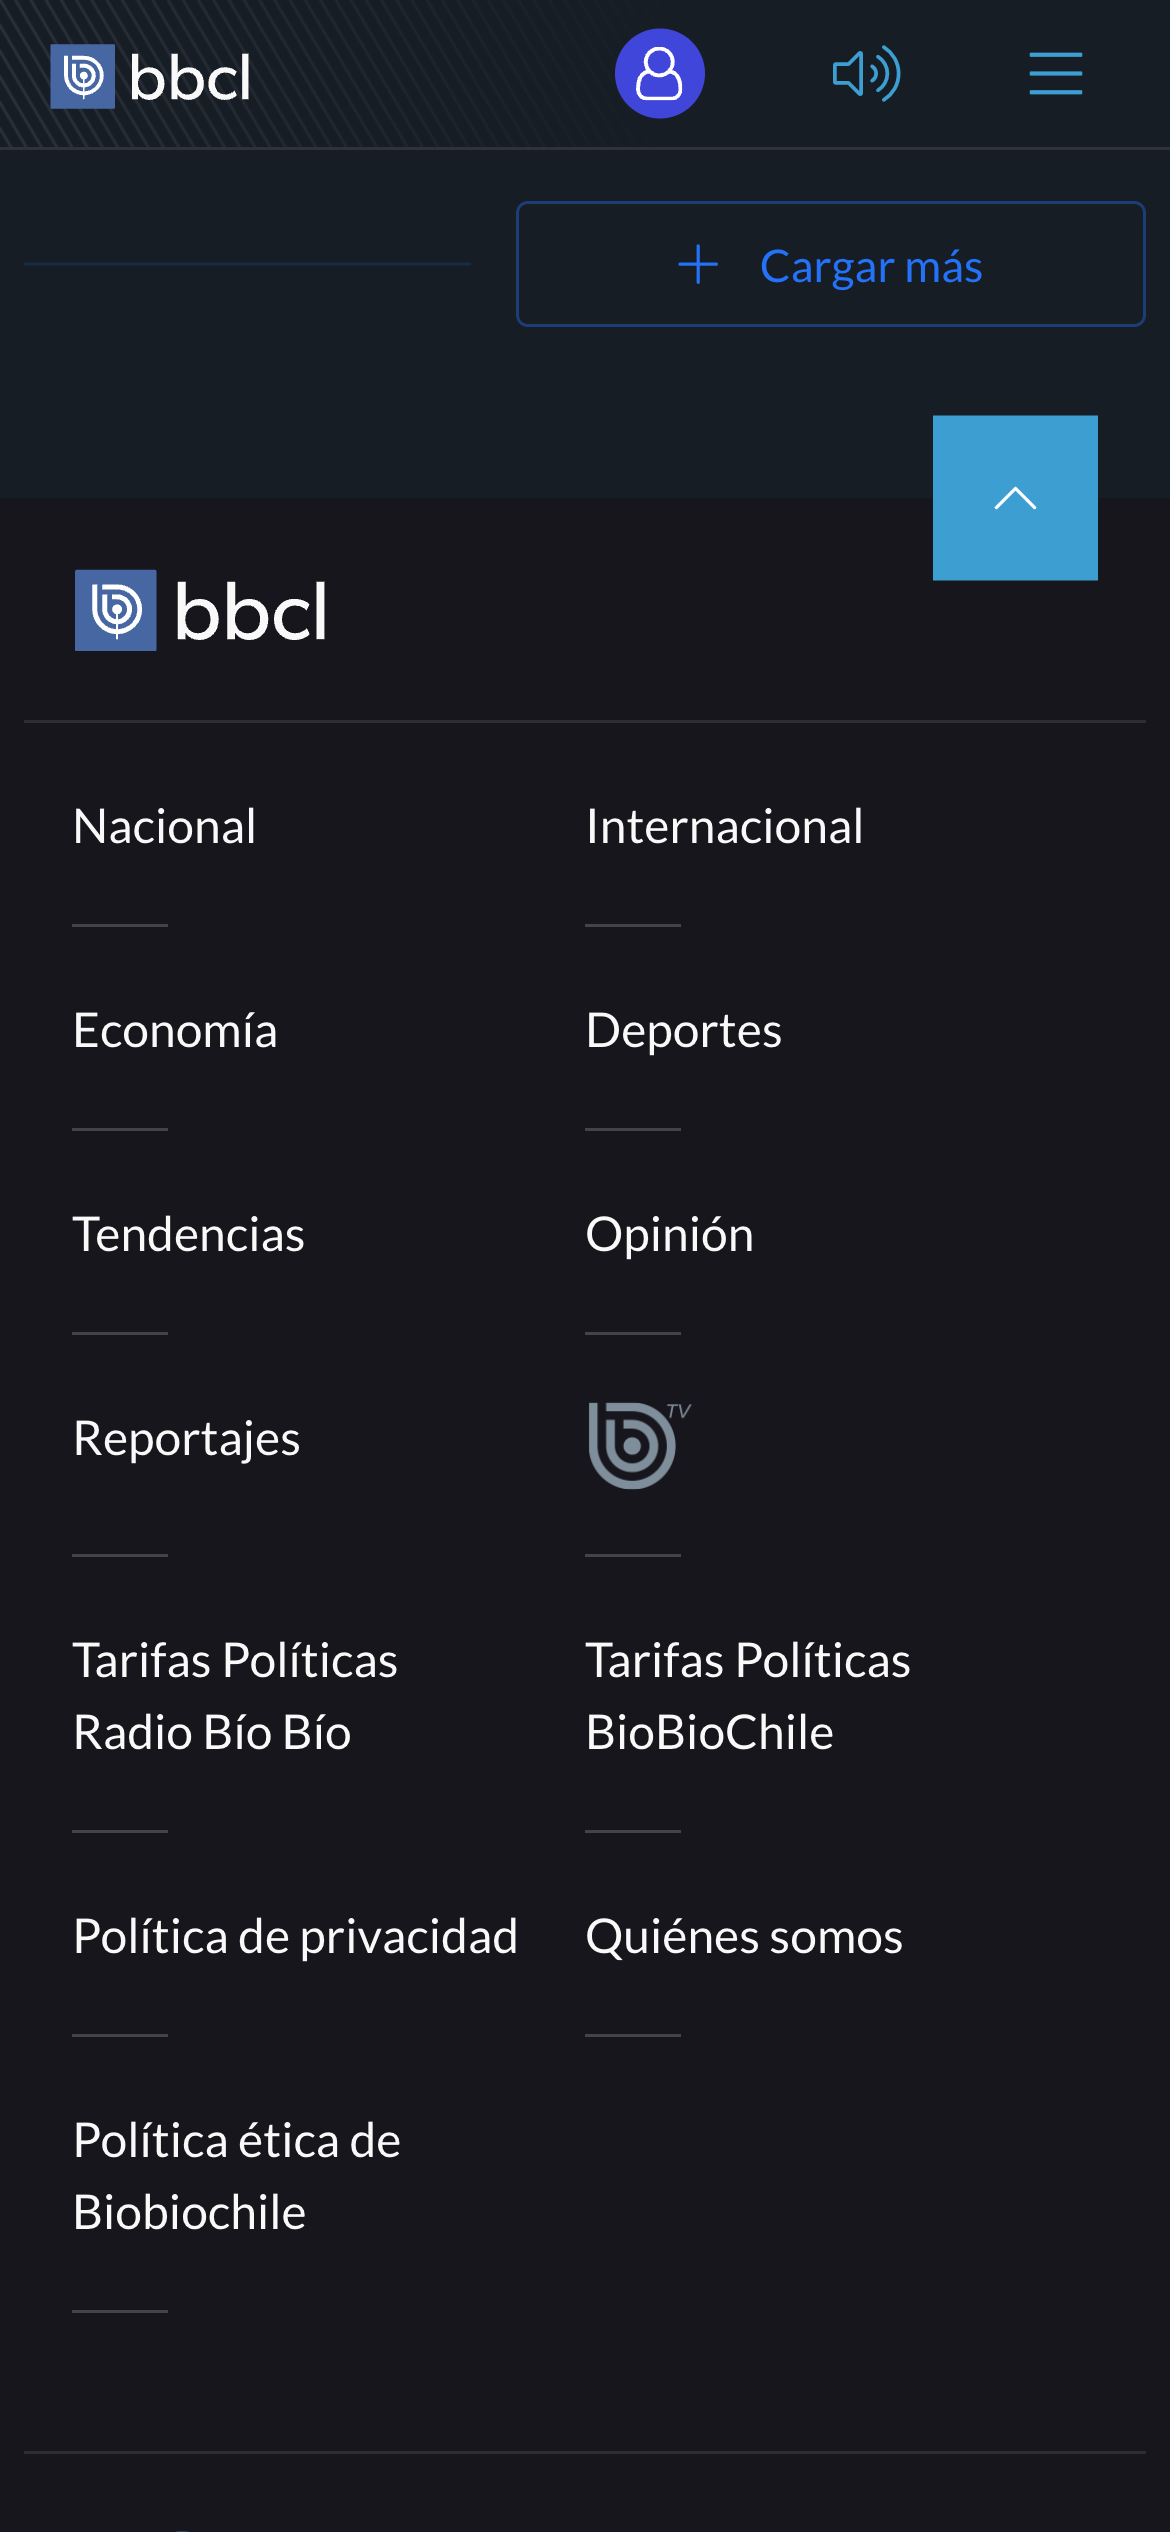 bbcl
Cargar más
bbcl
Nacional
Internacional
Economía
Deportes
Tendencias
Opinión
Reportajes
TV
Tarifas Políticas
Radio Bío Bío
Tarifas Políticas
BioBioChile
Política de privacidad
Quiénes somos
Política ética de
Biobiochile